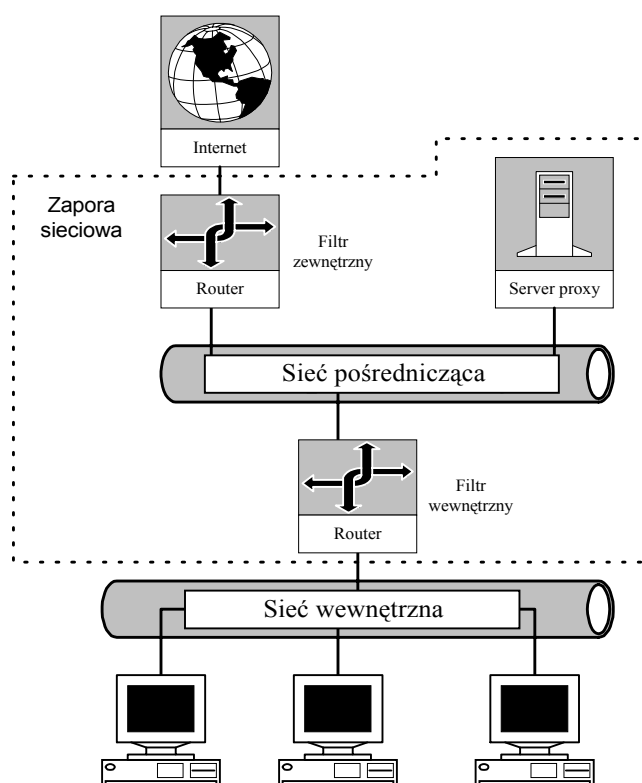 Internet
Zapora
sieciowa
Filtr
zewnętrzny
Router
Server proxy
Sieć pośrednicząca
Filtr
wewnętrzny
Router
Sieć wewnętrzna